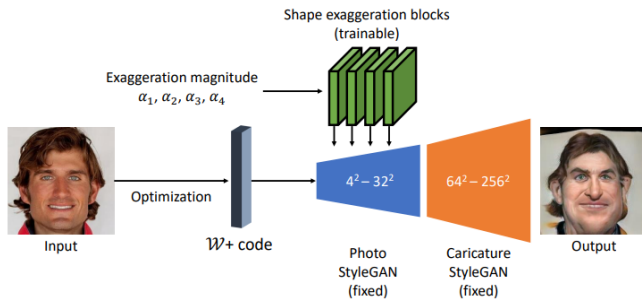 Shape exaggeration blocks
(trainable)
Exaggeration magnitude
α₁, α₂, α₃, α₄
4² – 32²
64² – 256²
Optimization
Input
𝒲+ code
Output
Photo
StyleGAN
(fixed)
Caricature
StyleGAN
(fixed)